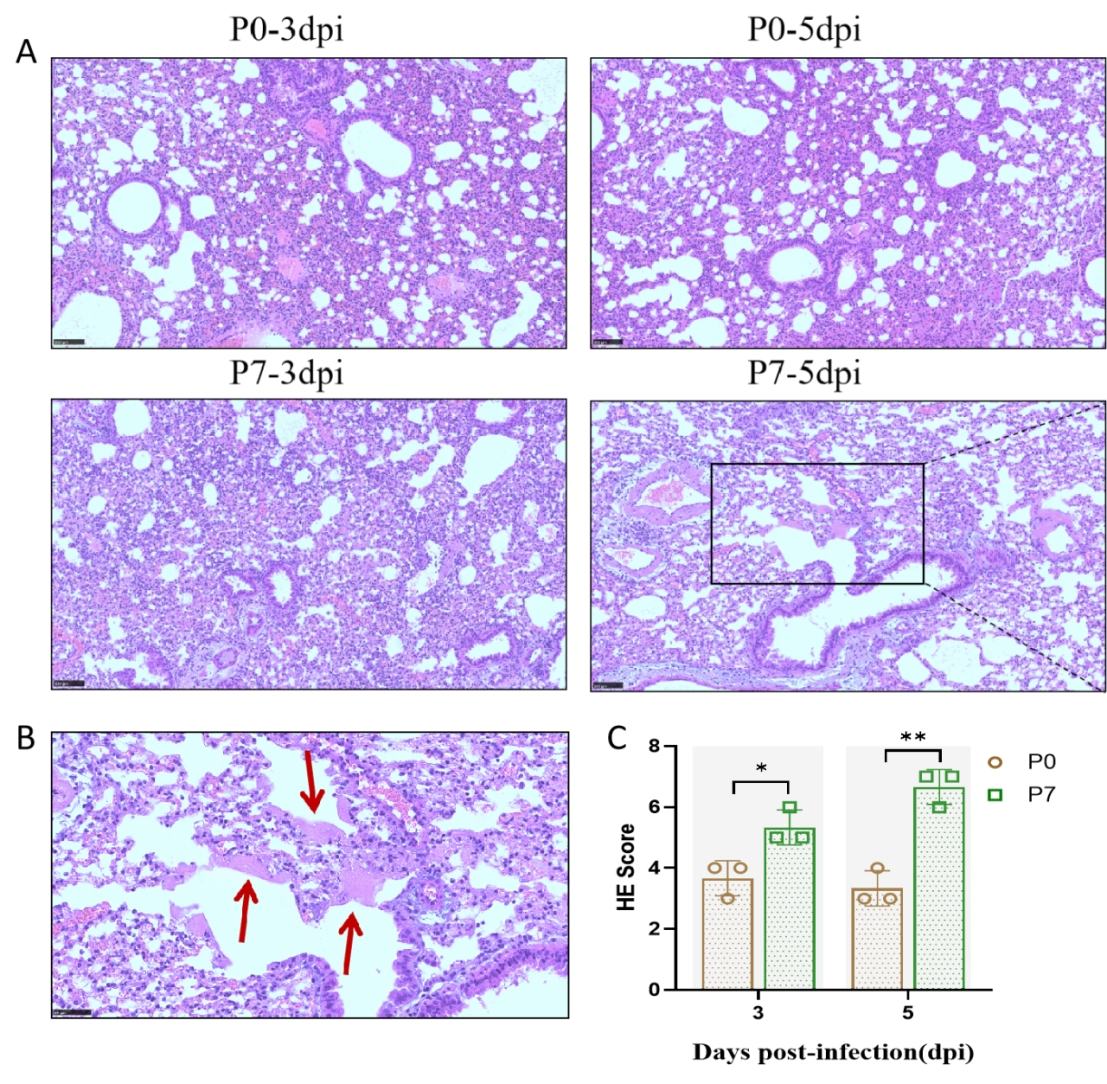 P0-3dpi
P0-5dpi
A
P7-3dpi
P7-5dpi
B
C
8
6
4
2
0
HE Score
*
**
P0
P7
3
5
Days post-infection(dpi)